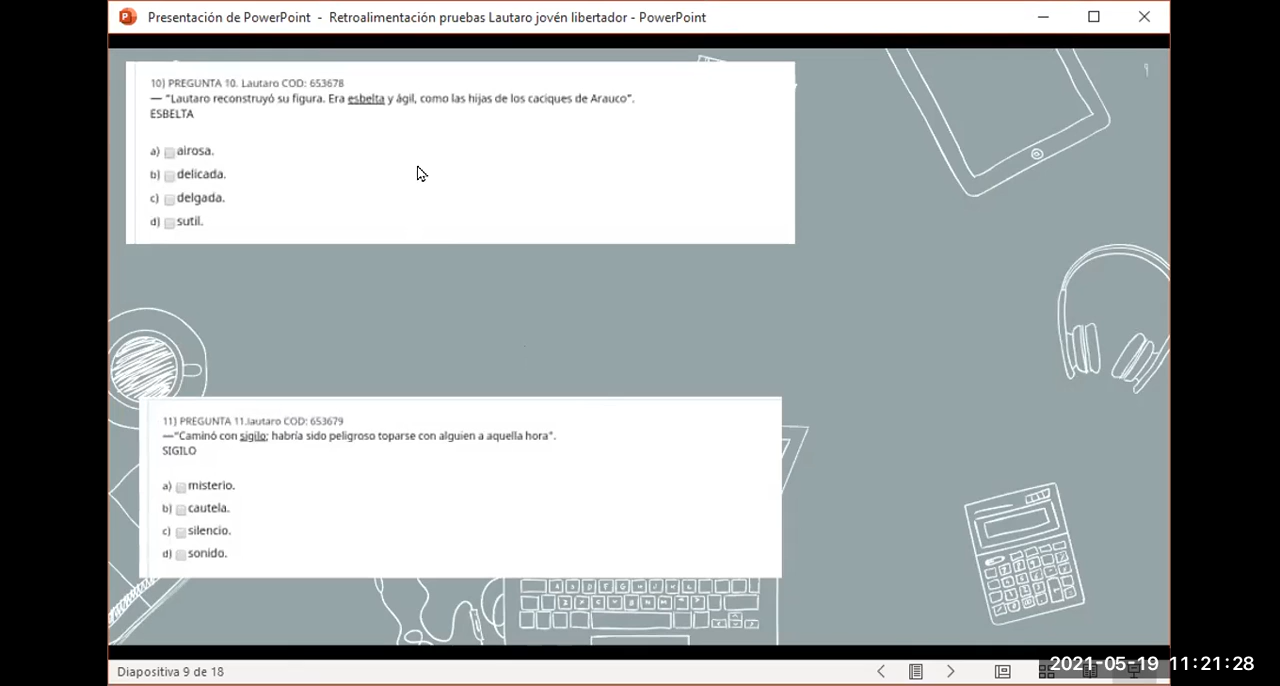 Presentación de PowerPoint - Retroalimentación pruebas Lautaro jovén libertador - PowerPoint
9
10) PREGUNTA 10. Lautaro COD: 653678
— "Lautaro reconstruyó su figura. Era esbelta y ágil, como las hijas de los caciques de Arauco".
ESBELTA
a) airosa.
b) delicada.
c) delgada.
d) sutil.
11) PREGUNTA 11.lautaro COD: 653679
—"Caminó con sigilo; habría sido peligroso toparse con alguien a aquella hora".
SIGILO
a) misterio.
b) cautela.
c) silencio.
d) sonido.
Diapositiva 9 de 18
2021-05-19 11:21:28